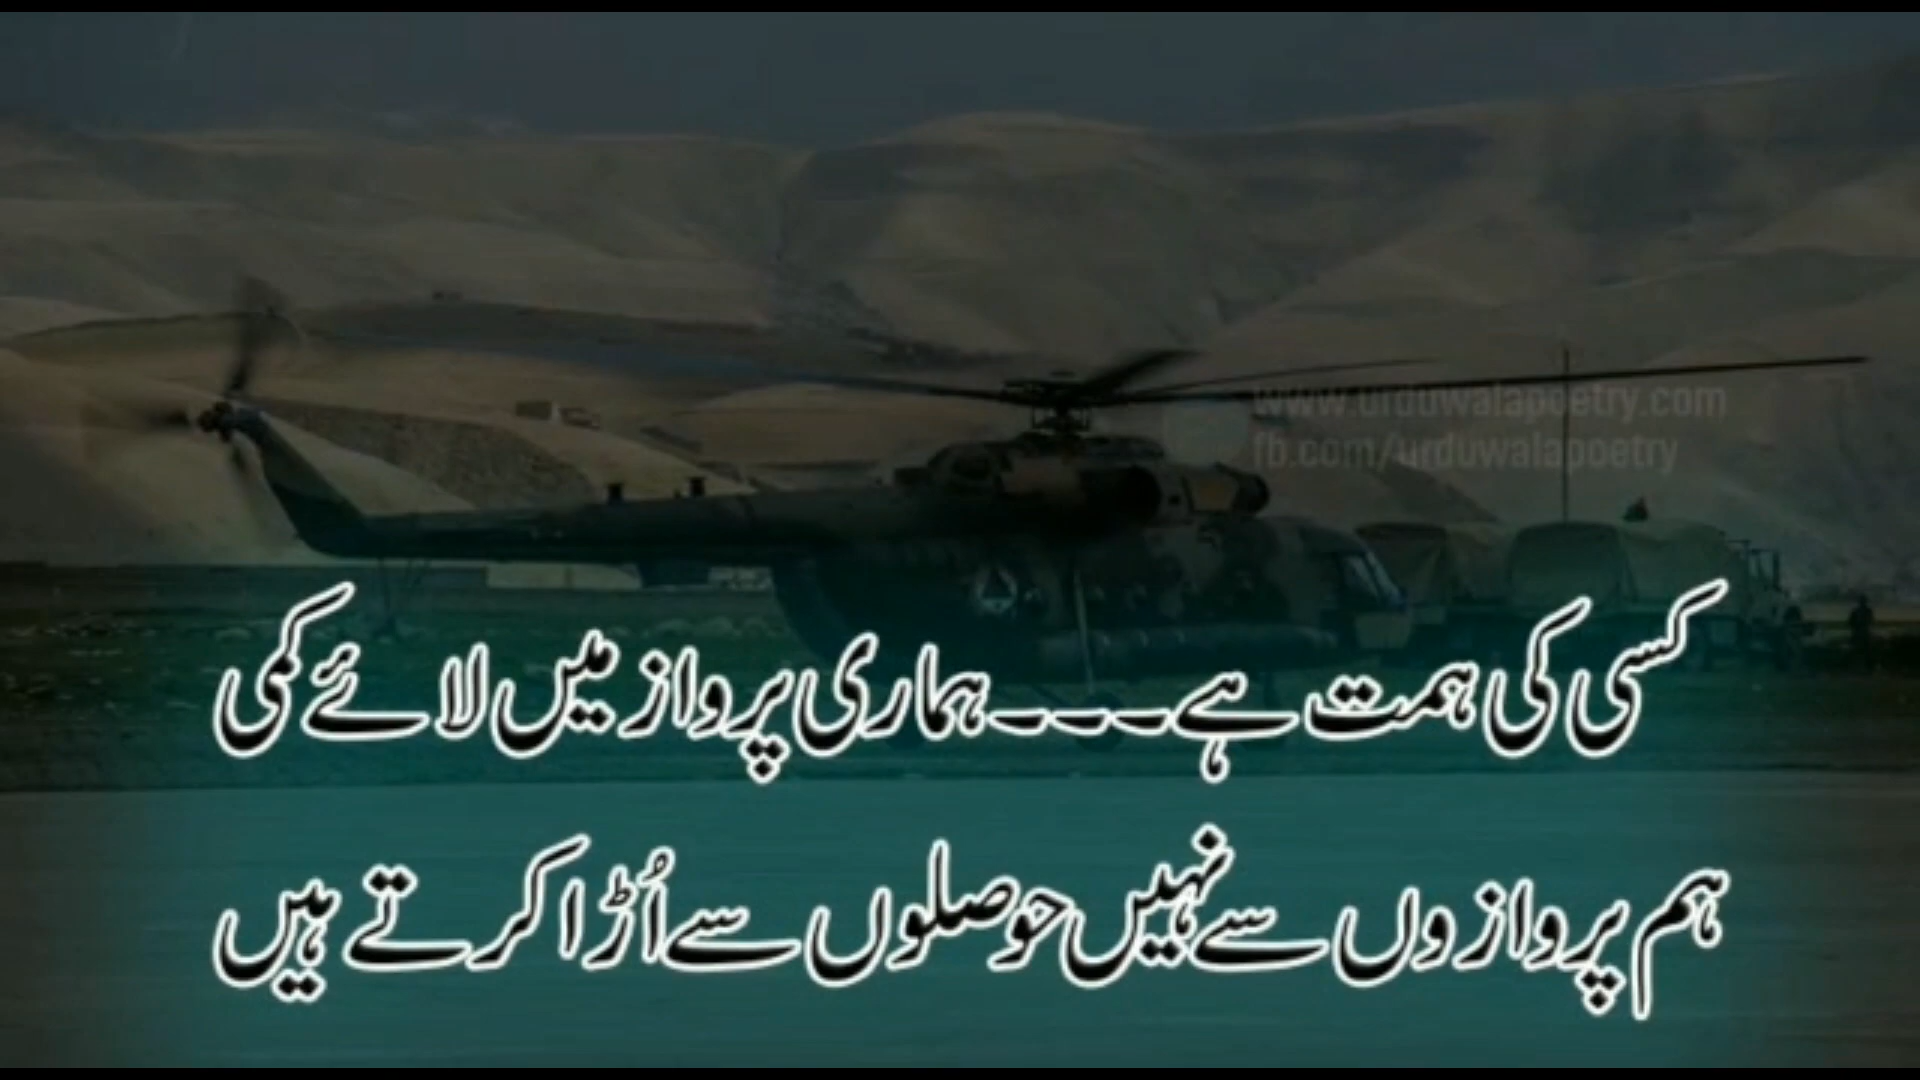 www.urduwalapoetry.com
fb.com/urduwalapoetry
کسی کی ہمت ہے۔۔۔۔ہماری پرواز میں لائے کمی
ہم پروازوں سے نہیں حوصلوں سے اُڑا کرتے ہیں